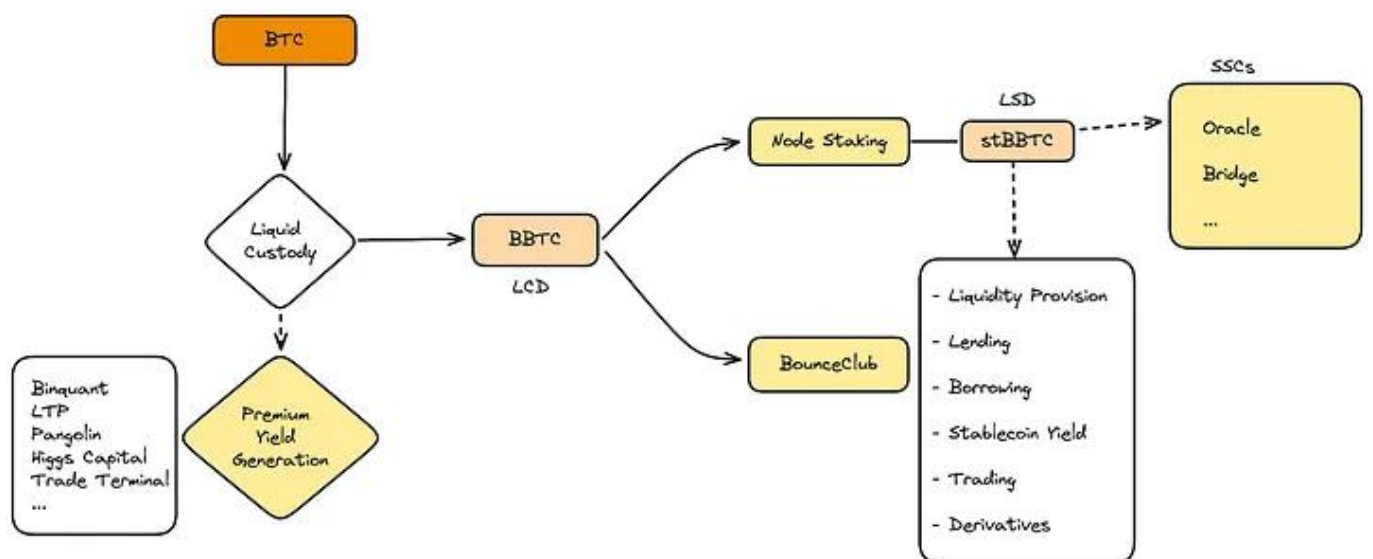 BTC
Liquid
Custody
BBTC
LCD
Binquant
LTP
Pangolin
Higgs Capital
Trade Terminal
...
Premium
Yield
Generation
Node Staking
BounceClub
LSD
stBBTC
SSCs
Oracle
Bridge
...
- Liquidity Provision
- Lending
- Borrowing
- Stablecoin Yield
- Trading
- Derivatives